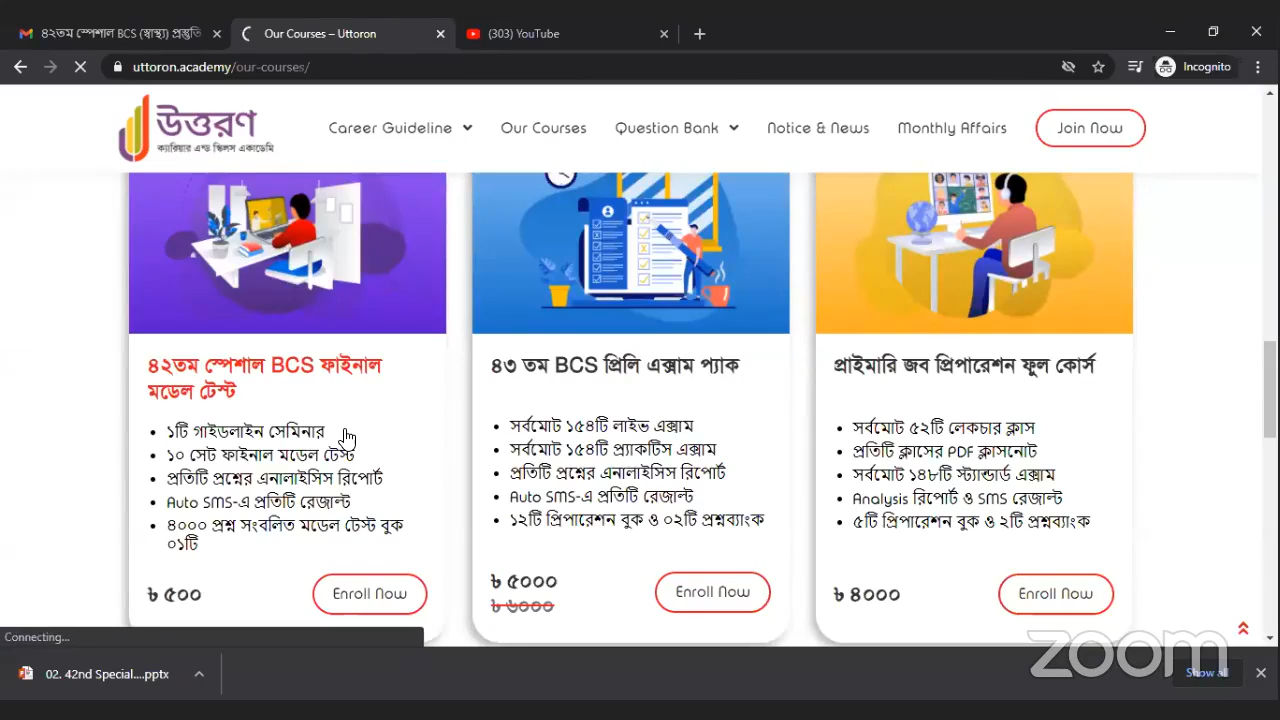 ৪২তম স্পেশাল BCS (স্বাস্থ্য) প্রস্তুতি
Our Courses – Uttoron
(303) YouTube
uttoron.academy/our-courses/
Incognito
উত্তরণ
ক্যারিয়ার এন্ড স্কিলস একাডেমি
Career Guideline
Our Courses
Question Bank
Notice & News
Monthly Affairs
Join Now
৪২তম স্পেশাল BCS ফাইনাল
মডেল টেস্ট
১টি গাইডলাইন সেমিনার
১০ সেট ফাইনাল মডেল টেস্ট
প্রতিটি প্রশ্নের এনালাইসিস রিপোর্ট
Auto SMS-এ প্রতিটি রেজাল্ট
৪০০০ প্রশ্ন সংবলিত মডেল টেস্ট বুক
০১টি
৳ ৫০০
Enroll Now
৪৩ তম BCS প্রিলি এক্সাম প্যাক
সর্বমোট ১৫৪টি লাইভ এক্সাম
সর্বমোট ১৫৪টি প্র্যাকটিস এক্সাম
প্রতিটি প্রশ্নের এনালাইসিস রিপোর্ট
Auto SMS-এ প্রতিটি রেজাল্ট
১২টি প্রিপারেশন বুক ও ০২টি প্রশ্নব্যাংক
৳ ৫০০০
৳ ৬০০০
Enroll Now
প্রাইমারি জব প্রিপারেশন ফুল কোর্স
সর্বমোট ৫২টি লেকচার ক্লাস
প্রতিটি ক্লাসের PDF ক্লাসনোট
সর্বমোট ১৪৮টি স্ট্যান্ডার্ড এক্সাম
Analysis রিপোর্ট ও SMS রেজাল্ট
৫টি প্রিপারেশন বুক ও ২টি প্রশ্নব্যাংক
৳ ৪০০০
Enroll Now
Connecting...
02. 42nd Special....pptx
Show all
zoom